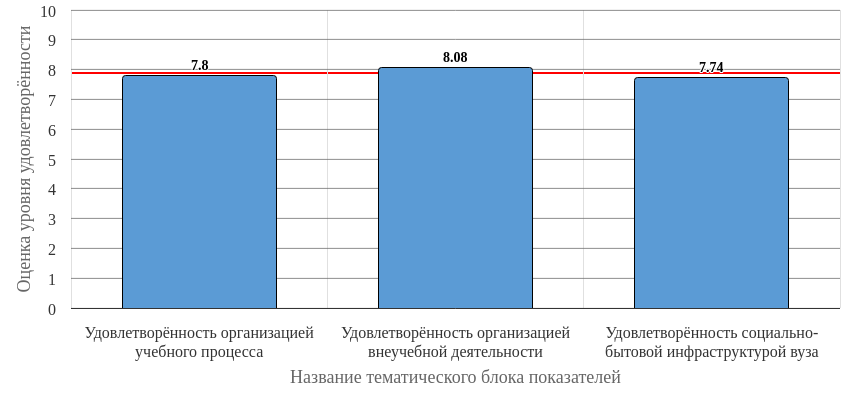 Оценка уровня удовлетворённости
10
9
8
7
6
5
4
3
2
1
0
7.8
8.08
7.74
Удовлетворённость организацией
учебного процесса
Удовлетворённость организацией
внеучебной деятельности
Удовлетворённость социально-
бытовой инфраструктурой вуза
Название тематического блока показателей